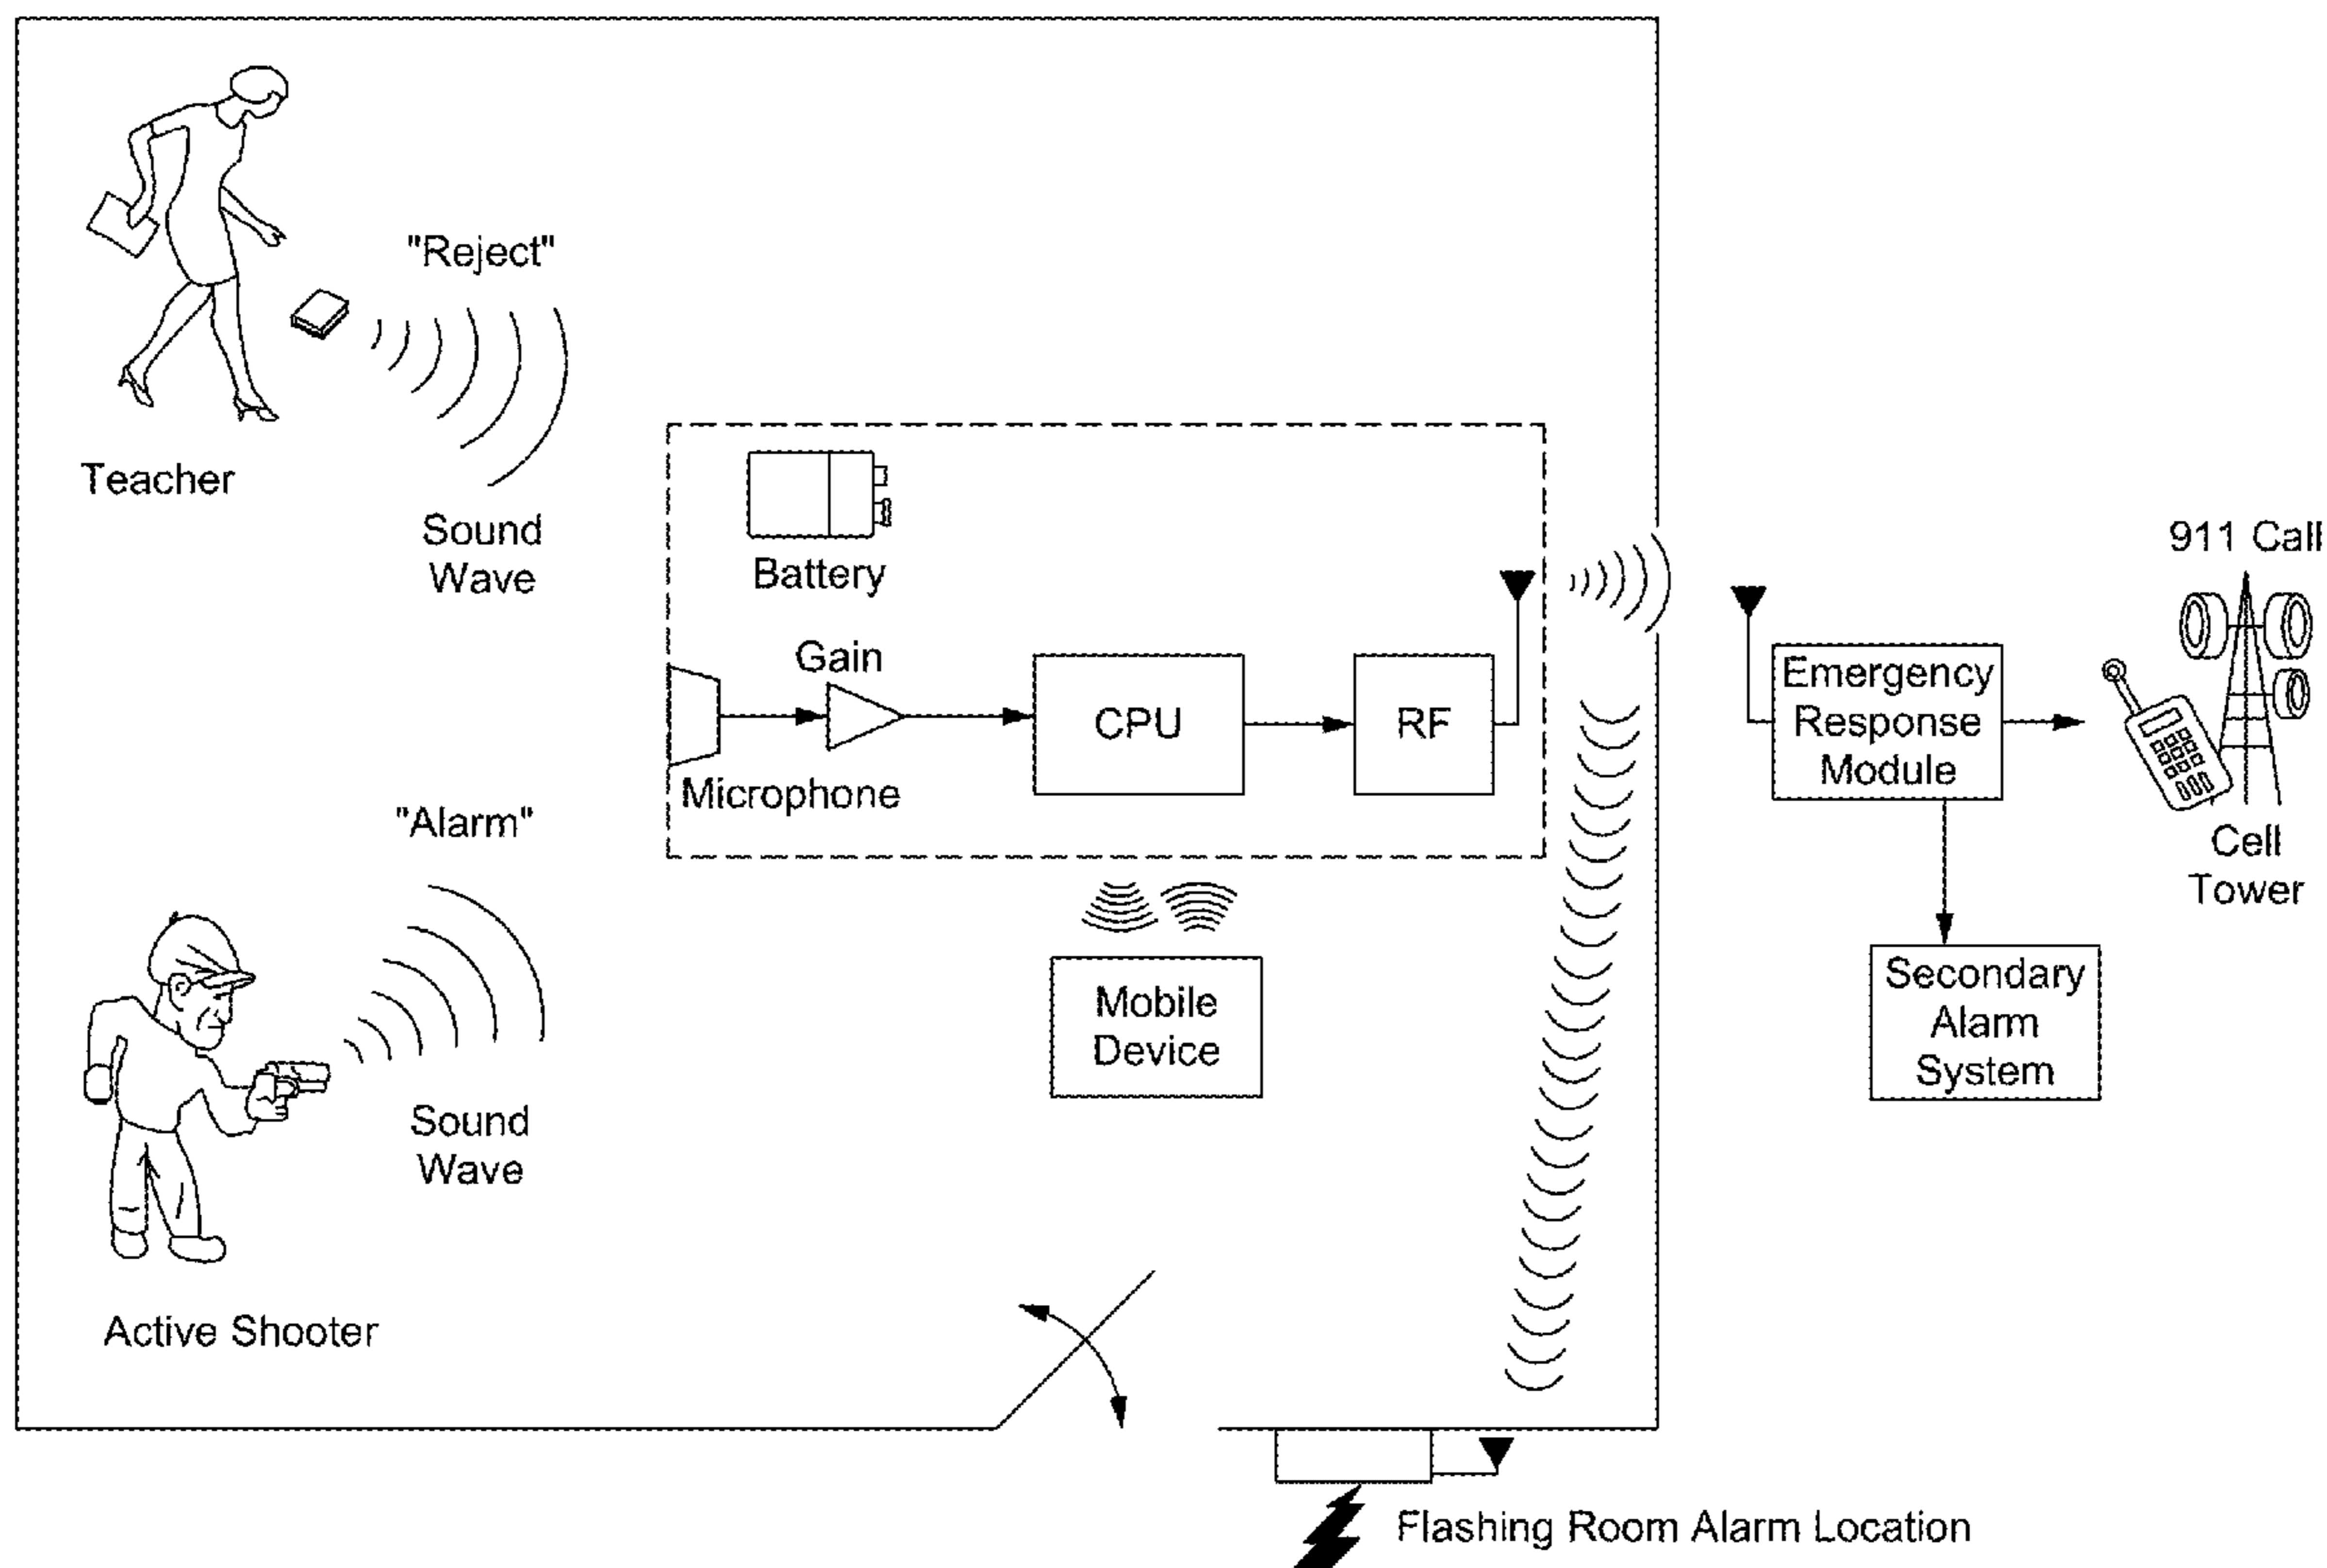 "Reject"
Teacher
Sound
Wave
Battery
Gain
CPU
RF
Microphone
911 Call
Emergency
Response
Module
Cell
Tower
"Alarm"
Mobile
Device
Secondary
Alarm
System
Sound
Wave
Active Shooter
Flashing Room Alarm Location